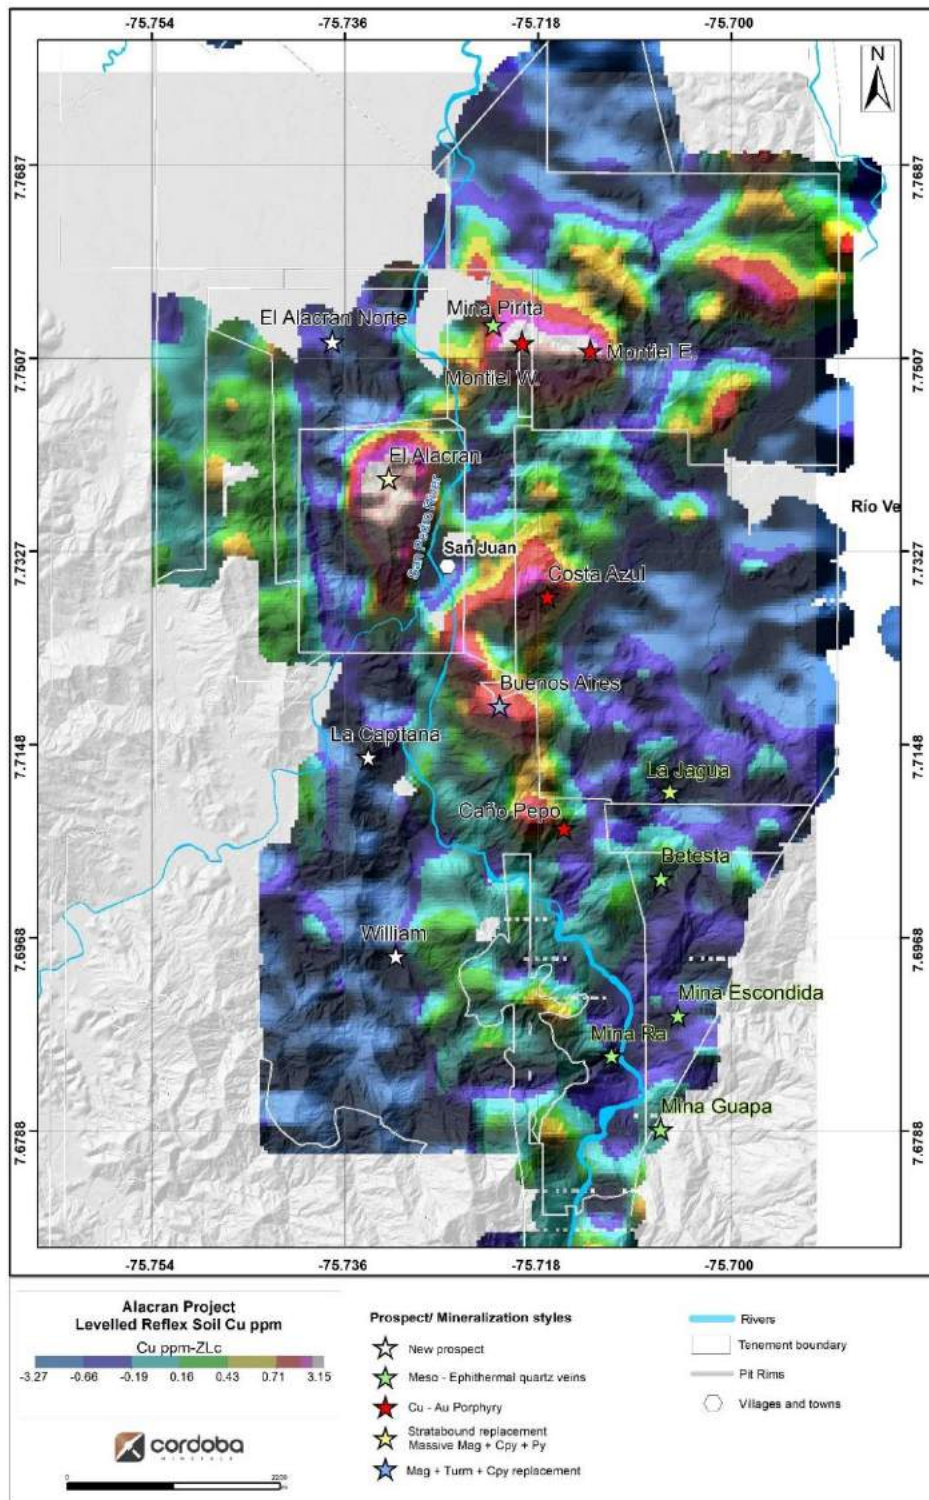 -75.754 -75.736 -75.718 -75.700
N
7.7687 7.7687
Mina Pirita
El Alacran Norte
7.7507 Montiel E. 7.7507
Montiel W.
El Alacran
San Pedro River
Río Ve
San Juan
7.7327 7.7327
Costa Azul
Buenos Aires
La Capitana
7.7148 7.7148
La Jagua
Caño Pepo
Betesta
William
7.6968 7.6968
Mina Escondida
Mina Ra
Mina Guapa
7.6788 7.6788
-75.754 -75.736 -75.718 -75.700
Alacran Project
Levelled Reflex Soil Cu ppm
Cu ppm-ZLc
-3.27 -0.66 -0.19 0.16 0.43 0.71 3.15
cordoba
MINERALS
0 2200
Prospect/ Mineralization styles
New prospect
Meso - Ephithermal quartz veins
Cu - Au Porphyry
Stratabound replacement
Massive Mag + Cpy + Py
Mag + Turm + Cpy replacement
Rivers
Tenement boundary
Pit Rims
Villages and towns